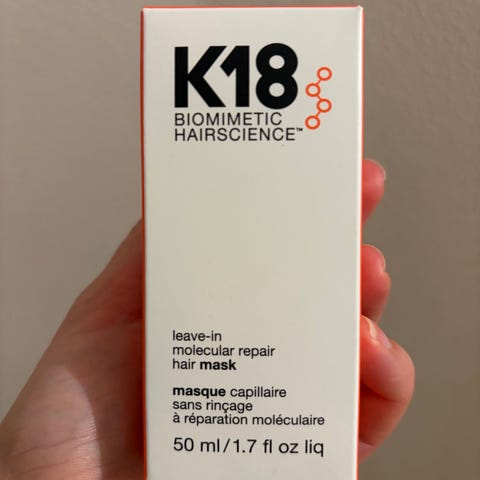 K18
BIOMIMETIC
HAIRSCIENCE™
leave-in
molecular repair
hair mask
masque capillaire
sans rinçage
à réparation moléculaire
50 ml/1.7 fl oz liq